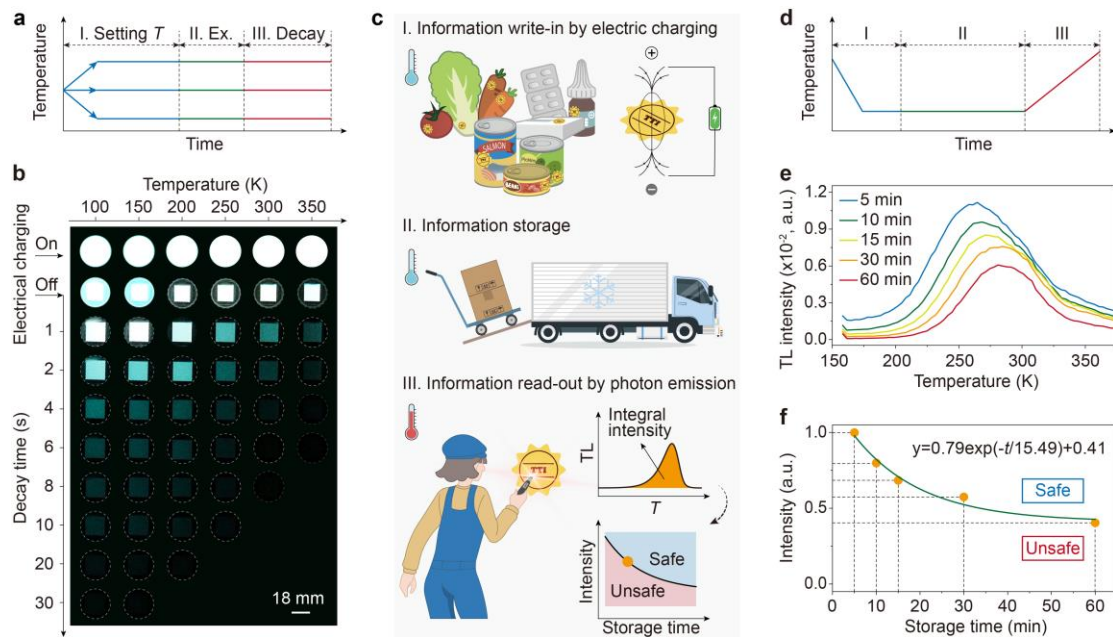 a
I. Setting T
II. Ex.
III. Decay
Temperature
Time
b
Temperature (K)
100 150 200 250 300 350
Electrical charging
On
Off
Decay time (s)
1
2
4
6
8
10
20
30
18 mm
c
I. Information write-in by electric charging
SALMON
TTI
BEAN
TTI
+
−
II. Information storage
III. Information read-out by photon emission
TTI
Integral
intensity
TL
T
Intensity
Safe
Unsafe
Storage time
d
I
II
III
Temperature
Time
e
TL intensity (x10⁻², a.u.)
1.2
0.9
0.6
0.3
0.0
5 min
10 min
15 min
30 min
60 min
150 200 250 300 350
Temperature (K)
f
Intensity (a.u.)
1.0
0.5
0.0
y=0.79exp(-t/15.49)+0.41
Safe
Unsafe
0 10 20 30 40 50 60
Storage time (min)